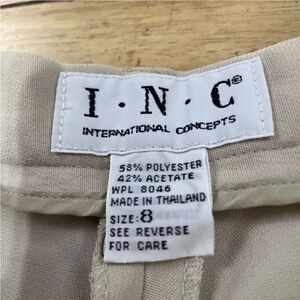 I · N · C®
INTERNATIONAL CONCEPTS
58% POLYESTER
42% ACETATE
WPL 8046
MADE IN THAILAND
SIZE: 8
SEE REVERSE
FOR CARE